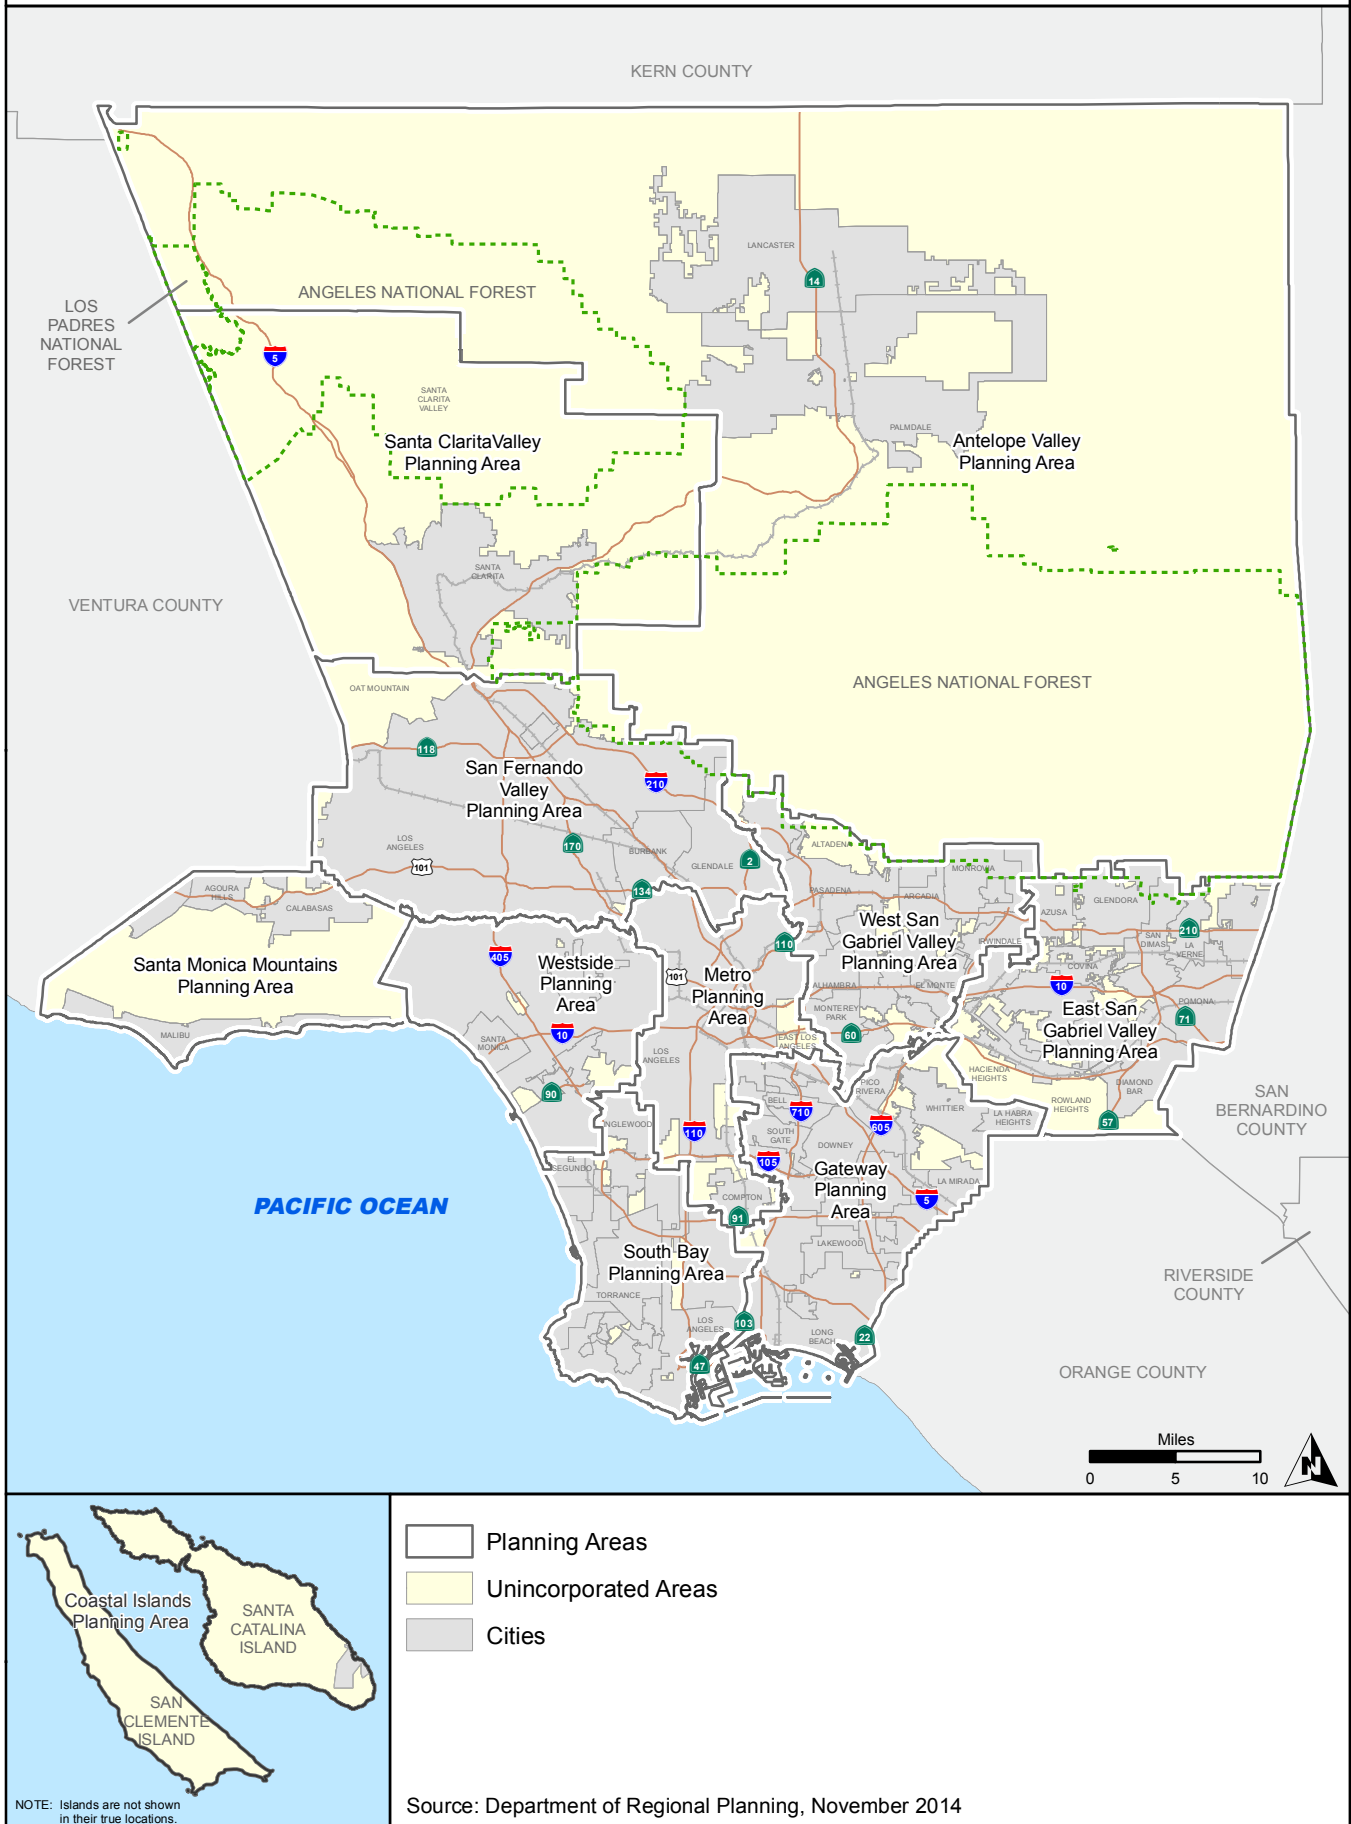 KERN COUNTY
LANCASTER
14
ANGELES NATIONAL FOREST
LOS
PADRES
NATIONAL
FOREST
5
SANTA
CLARITA
VALLEY
Santa ClaritaValley
Planning Area
PALMDALE
Antelope Valley
Planning Area
SANTA
CLARITA
VENTURA COUNTY
ANGELES NATIONAL FOREST
OAT MOUNTAIN
118
San Fernando
Valley
Planning Area
210
LOS
ANGELES
101
170
BURBANK
GLENDALE
2
134
ALTADENA
MONROVIA
PASADENA
ARCADIA
AGOURA
HILLS
CALABASAS
AZUSA
GLENDORA
West San
Gabriel Valley
Planning Area
110
IRWINDALE
SAN
DIMAS
210
LA
VERNE
405
Santa Monica Mountains
Planning Area
Westside
Planning
Area
101
Metro
Planning
Area
COVINA
ALHAMBRA
EL MONTE
10
POMONA
MONTEREY
PARK
East San
Gabriel Valley
Planning Area
71
MALIBU
SANTA
MONICA
10
LOS
ANGELES
EAST LOS
ANGELES
60
HACIENDA
HEIGHTS
DIAMOND
BAR
90
PICO
RIVERA
BELL
710
ROWLAND
HEIGHTS
57
WHITTIER
LA HABRA
HEIGHTS
SAN
BERNARDINO
COUNTY
INGLEWOOD
110
SOUTH
GATE
605
DOWNEY
EL
SEGUNDO
105
Gateway
Planning
Area
LA MIRADA
5
COMPTON
91
PACIFIC OCEAN
LAKEWOOD
South Bay
Planning Area
RIVERSIDE
COUNTY
TORRANCE
LOS
ANGELES
103
LONG
BEACH
22
47
ORANGE COUNTY
Miles
0 5 10
N
Coastal Islands
Planning Area
SANTA
CATALINA
ISLAND
SAN
CLEMENTE
ISLAND
NOTE: Islands are not shown
in their true locations.
Planning Areas
Unincorporated Areas
Cities
Source: Department of Regional Planning, November 2014